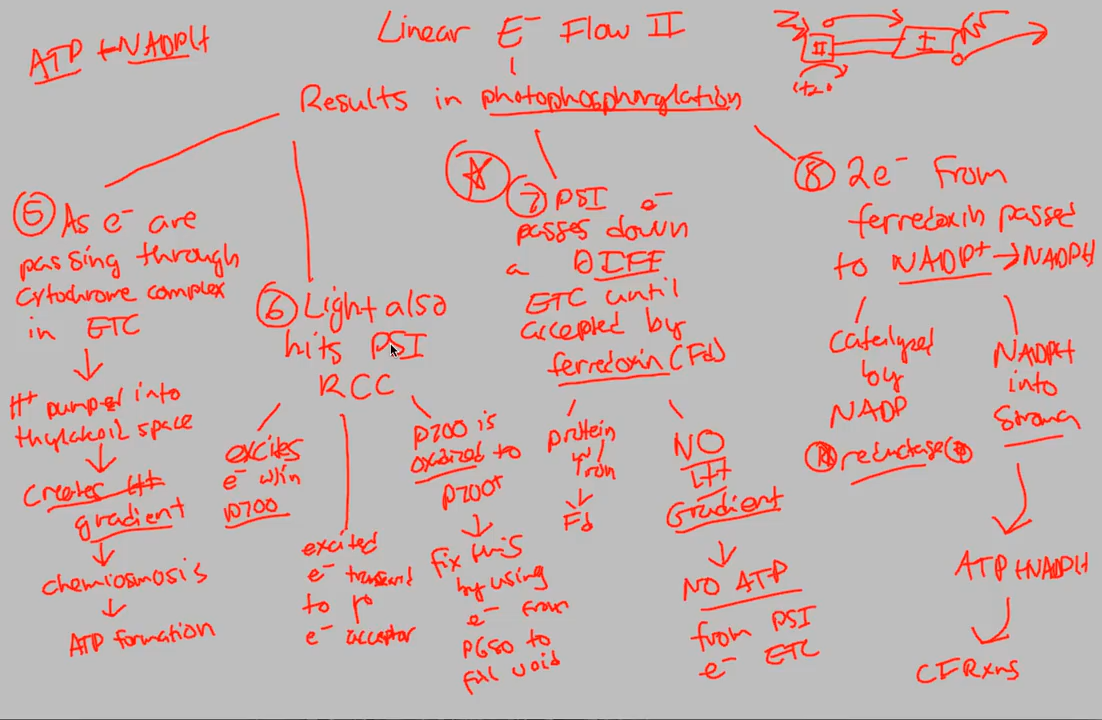 ATP + NADPH
Linear E⁻ Flow II
II
I
H2O
Results in photophosphorylation
5 As e⁻ are
passing through
Cytochrome complex
in ETC
H⁺ pumped into
thylakoid space
Creates H⁺
gradient
chemiosmosis
ATP formation
6 Light also
hits PSI
RCC
excites
e⁻ w/in
P700
excited
e⁻ transferred
to 1°
e⁻ acceptor
P700 is
oxidized to
P700⁺
fix this
by using
e⁻ from
P680 to
fill void
7 PSI e⁻
passes down
a DIFF
ETC until
accepted by
ferredoxin (Fd)
protein
w/ Iron
Fd
NO
H⁺
Gradient
NO ATP
from PSI
e⁻ ETC
8 2e⁻ From
ferredoxin passed
to NADP⁺ → NADPH
Catalyzed
by
NADP
reductase
NADPH
into
Stroma
ATP + NADPH
CF Rxns